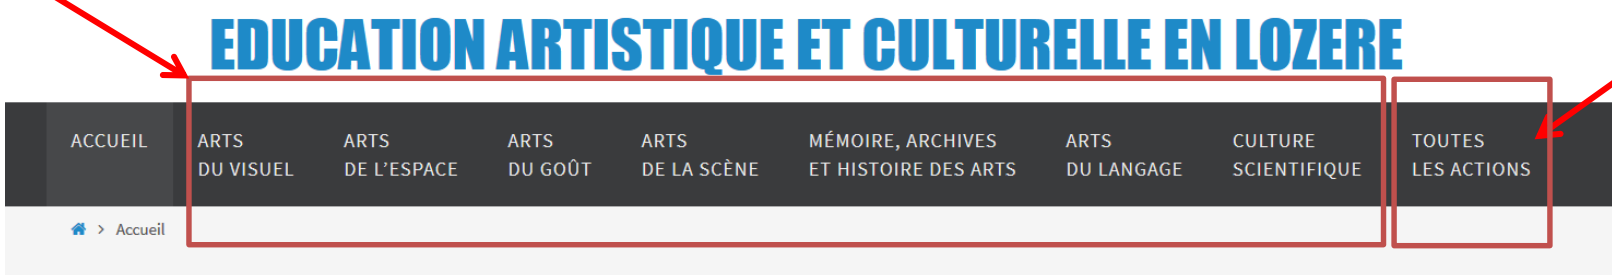 EDUCATION ARTISTIQUE ET CULTURELLE EN LOZERE
ACCUEIL
ARTS
DU VISUEL
ARTS
DE L'ESPACE
ARTS
DU GOÛT
ARTS
DE LA SCÈNE
MÉMOIRE, ARCHIVES
ET HISTOIRE DES ARTS
ARTS
DU LANGAGE
CULTURE
SCIENTIFIQUE
TOUTES
LES ACTIONS
> Accueil